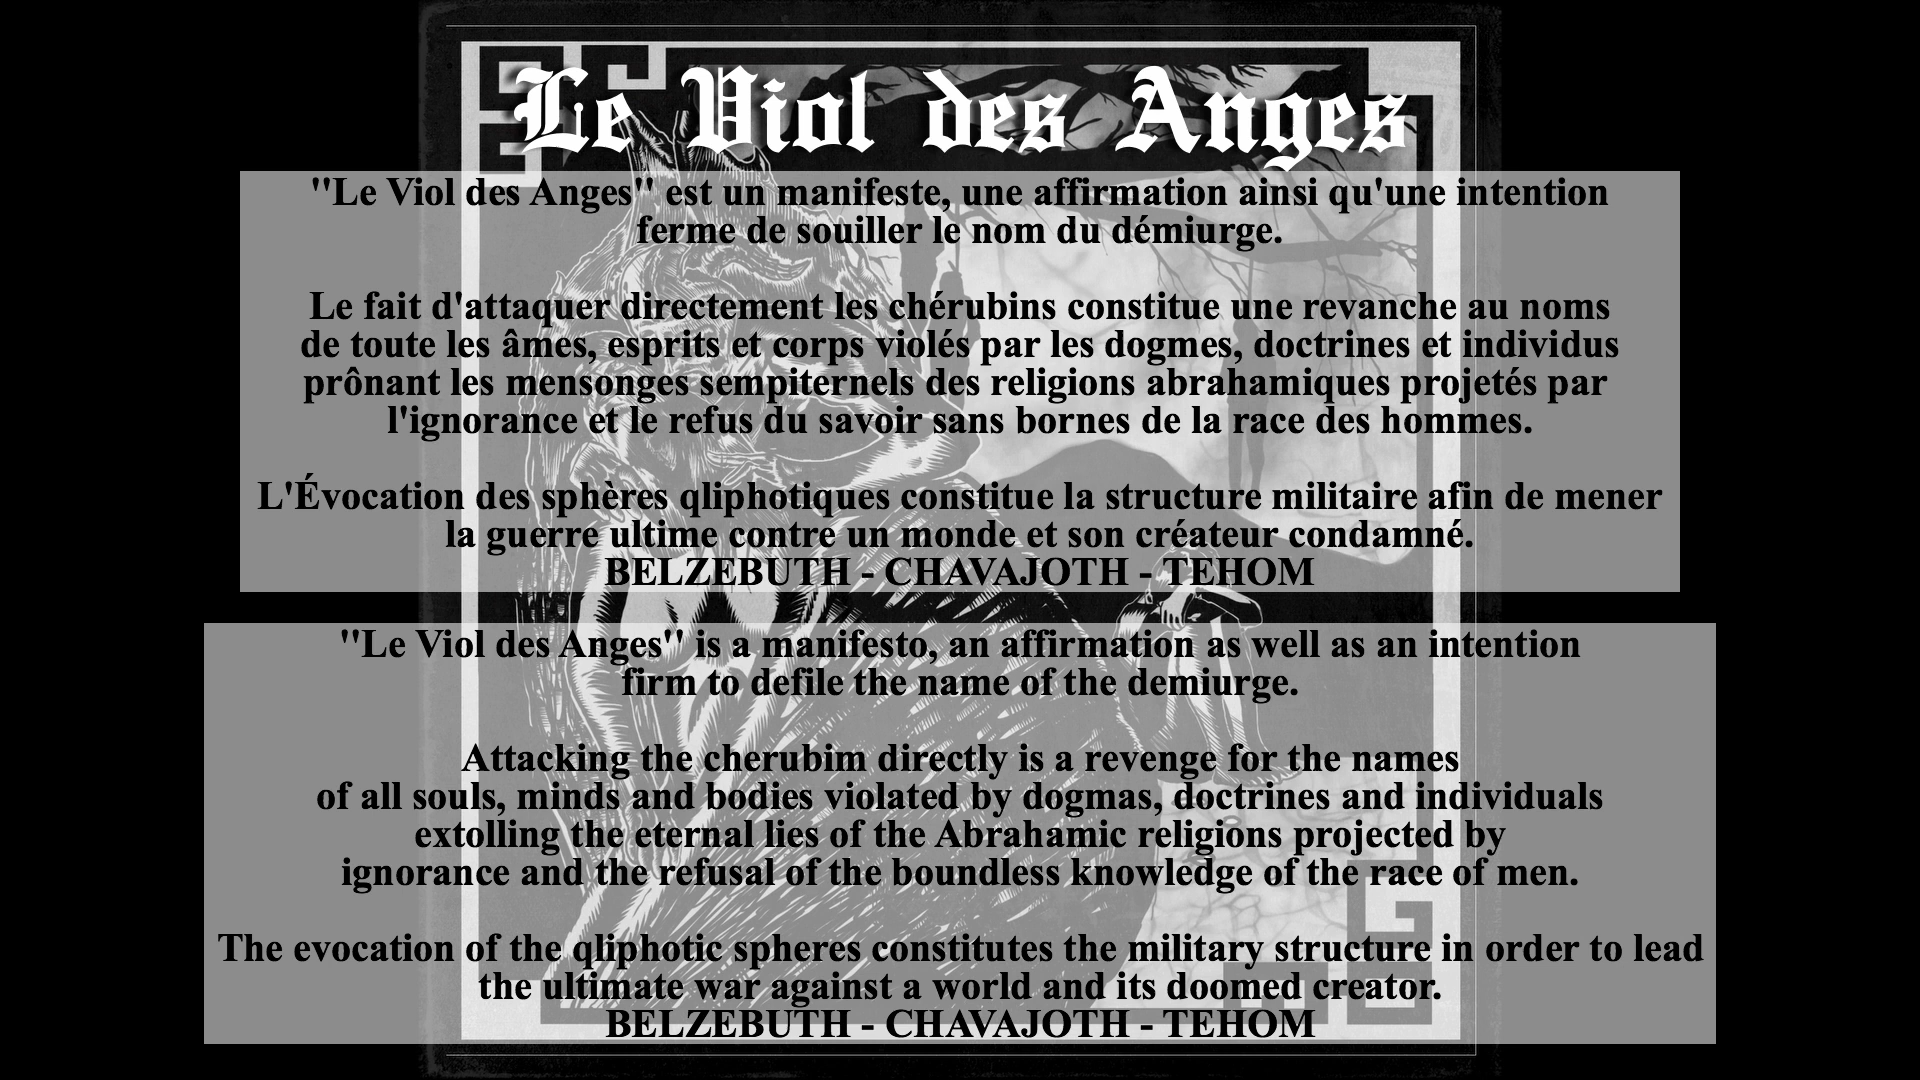 Le Viol des Anges
"Le Viol des Anges" est un manifeste, une affirmation ainsi qu'une intention
ferme de souiller le nom du démiurge.
Le fait d'attaquer directement les chérubins constitue une revanche au noms
de toute les âmes, esprits et corps violés par les dogmes, doctrines et individus
prônant les mensonges sempiternels des religions abrahamiques projetés par
l'ignorance et le refus du savoir sans bornes de la race des hommes.
L'Évocation des sphères qliphotiques constitue la structure militaire afin de mener
la guerre ultime contre un monde et son créateur condamné.
BELZEBUTH - CHAVAJOTH - TEHOM
"Le Viol des Anges" is a manifesto, an affirmation as well as an intention
firm to defile the name of the demiurge.
Attacking the cherubim directly is a revenge for the names
of all souls, minds and bodies violated by dogmas, doctrines and individuals
extolling the eternal lies of the Abrahamic religions projected by
ignorance and the refusal of the boundless knowledge of the race of men.
The evocation of the qliphotic spheres constitutes the military structure in order to lead
the ultimate war against a world and its doomed creator.
BELZEBUTH - CHAVAJOTH - TEHOM